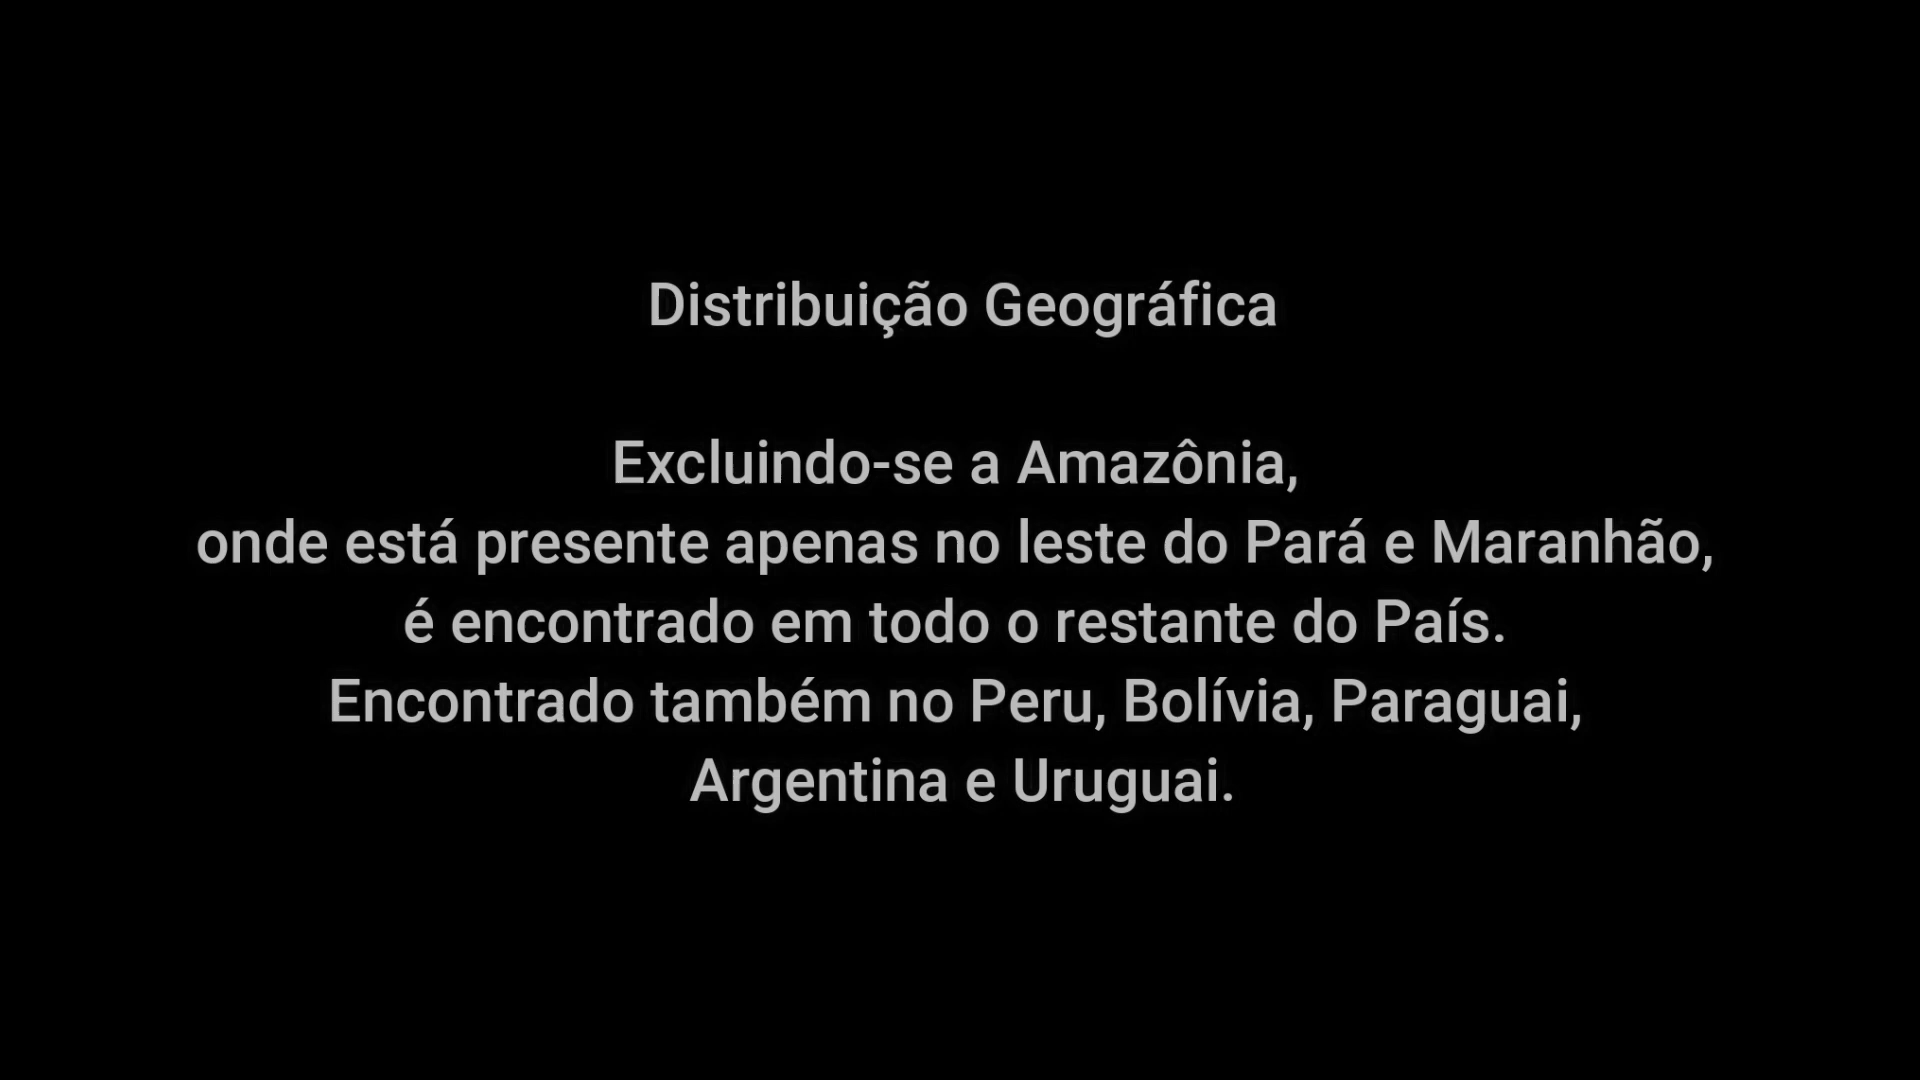 Distribuição Geográfica
Excluindo-se a Amazônia,
onde está presente apenas no leste do Pará e Maranhão,
é encontrado em todo o restante do País.
Encontrado também no Peru, Bolívia, Paraguai,
Argentina e Uruguai.